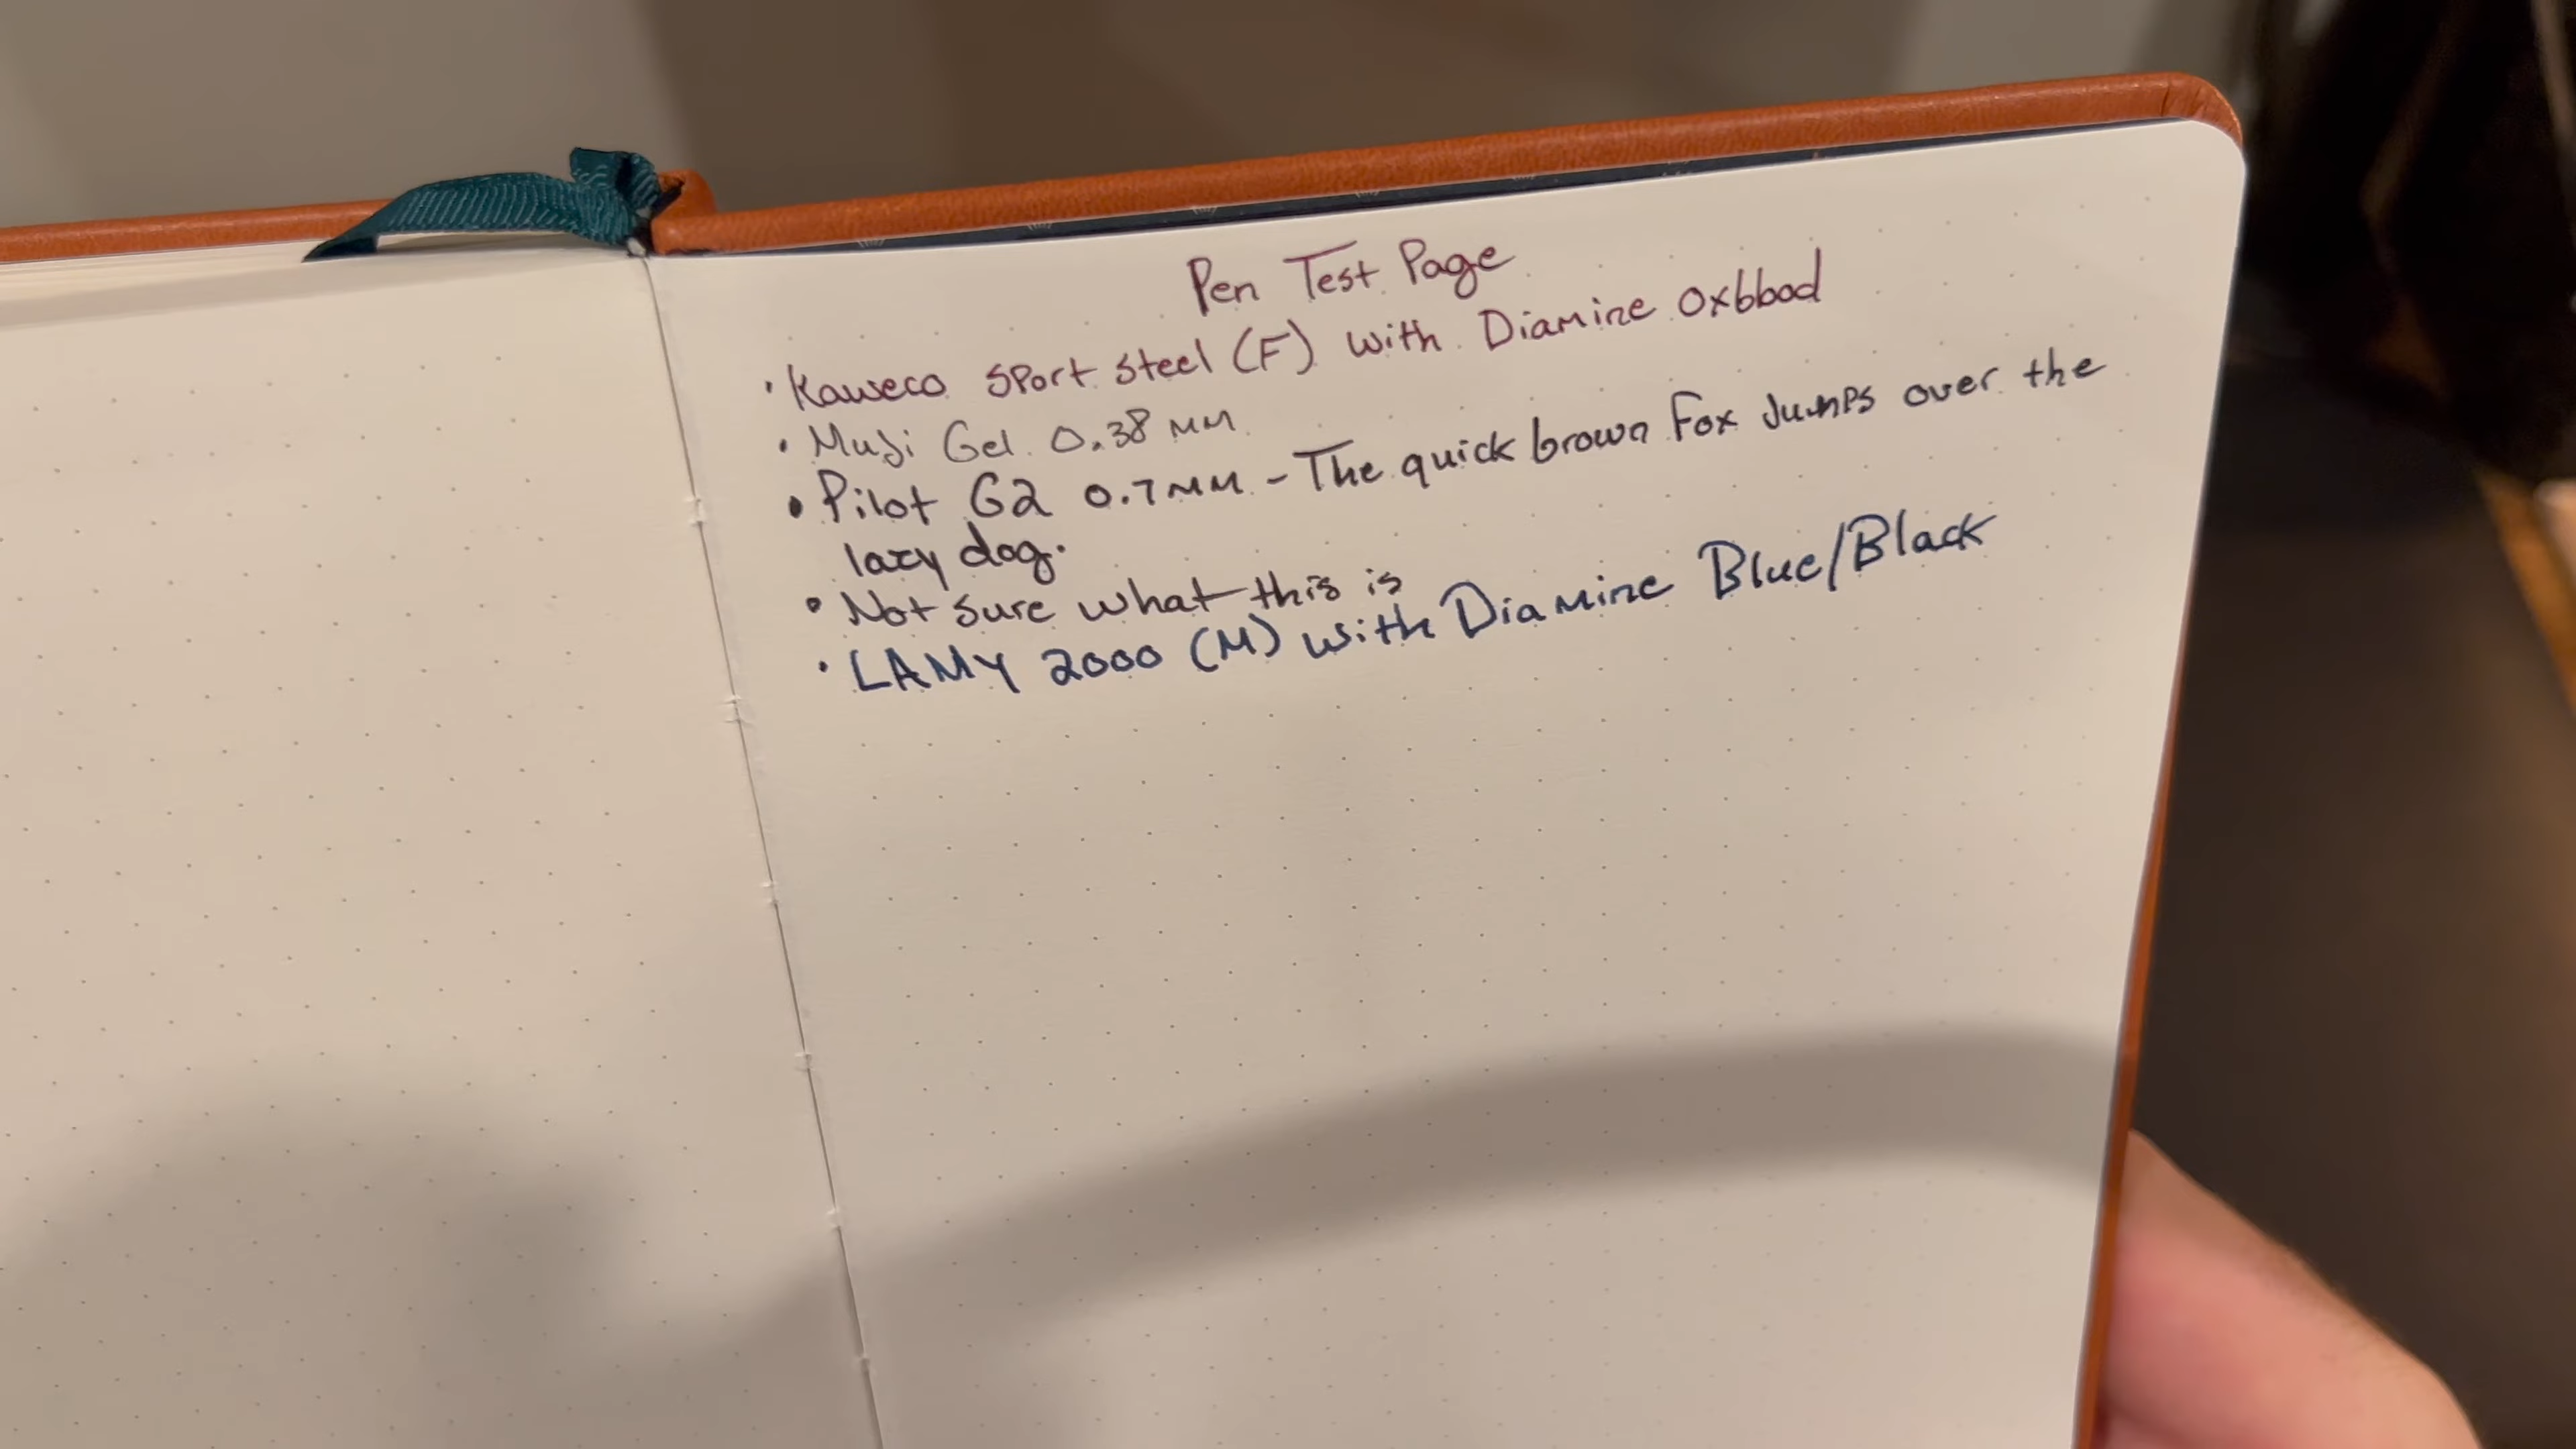 Pen Test Page
• Kaweco Sport Steel (F) with Diamine Oxblood
• Muji Gel 0.38 mm
• Pilot G2 0.7mm - The quick brown Fox Jumps over the
lazy dog.
• Not sure what this is
• LAMY 2000 (M) with Diamine Blue/Black